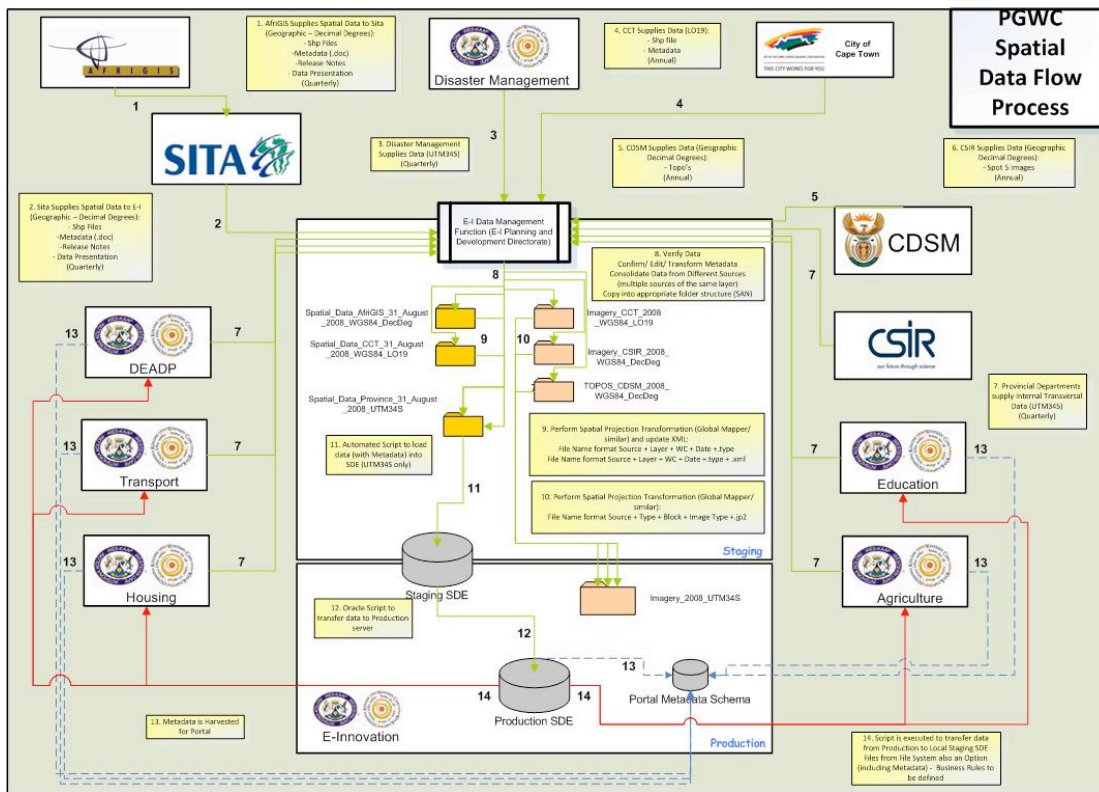 PGWC
Spatial
Data Flow
Process
AFRIGIS
1. AfriGIS Supplies Spatial Data to Sita
(Geographic – Decimal Degrees):
- Shp Files
-Metadata (.doc)
- Release Notes
- Data Presentation
(Quarterly)
Disaster Management
4. CCT Supplies Data (LO19):
- Shp file
- Metadata
(Annual)
City of
Cape Town
THIS CITY WORKS FOR YOU
1
SITA
3
4
3. Disaster Management
Supplies Data (UTM34S)
(Quarterly)
5. CDSM Supplies Data (Geographic
Decimal Degrees):
- Topo's
(Annual)
6. CSIR Supplies Data (Geographic
Decimal Degrees):
- Spot 5 Images
(Annual)
2. Sita Supplies Spatial Data to E-I
(Geographic – Decimal Degrees):
- Shp Files
-Metadata (.doc)
-Release Notes
- Data Presentation
(Quarterly)
2
E-I Data Management
Function (E-I Planning and
Development Directorate)
5
CDSM
7
8
8. Verify Data
Confirm/ Edit/ Transform Metadata
Consolidate Data from Different Sources
(multiple sources of the same layer)
Copy into appropriate folder structure (SAN)
Spatial_Data_AfriGIS_31_August
_2008_WGS84_DecDeg
Imagery_CCT_2008
_WGS84_LO19
9
10
Spatial_Data_CCT_31_August
_2008_WGS84_LO19
Imagery_CSIR_2008_
WGS84_DecDeg
TOPOS_CDSM_2008_
WGS84_DecDeg
Spatial_Data_Province_31_August
_2008_UTM34S
CSIR
our future through science
13
7
DEADP
7. Provincial Departments
supply Internal Transversal
Data (UTM34S)
(Quarterly)
11. Automated Script to load
data (with Metadata) into
SDE (UTM34S only)
9. Perform Spatial Projection Transformation (Global Mapper/
similar) and update XML:
File Name format Source + Layer + WC + Date +.type
File Name format Source + Layer + WC + Date +.type + .xml
13
7
Transport
7
13
Education
11
10. Perform Spatial Projection Transformation (Global Mapper/
similar):
File Name format Source + Type + Block + Image Type +.jp2
Staging
13
7
Housing
7
13
Agriculture
Staging SDE
Imagery_2008_UTM34S
12. Oracle Script to
transfer data to Production
server
12
13
Portal Metadata Schema
14
14
Production SDE
E-Innovation
Production
13. Metadata is Harvested
for Portal
14. Script is executed to transfer data
from Production to Local Staging SDE
Files from File System also an Option
(including Metadata) - Business Rules to
be defined